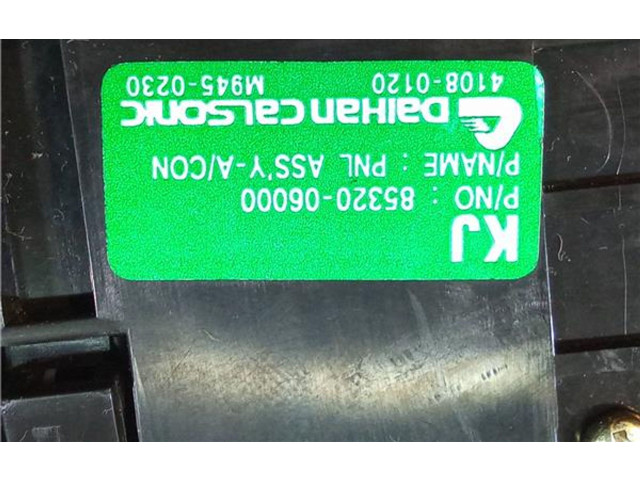 KJ
P/NO : 85320-06000
P/NAME : PNL ASS'Y-A/CON
DAIHAN CALSONIC
4108-0120 M945-0230